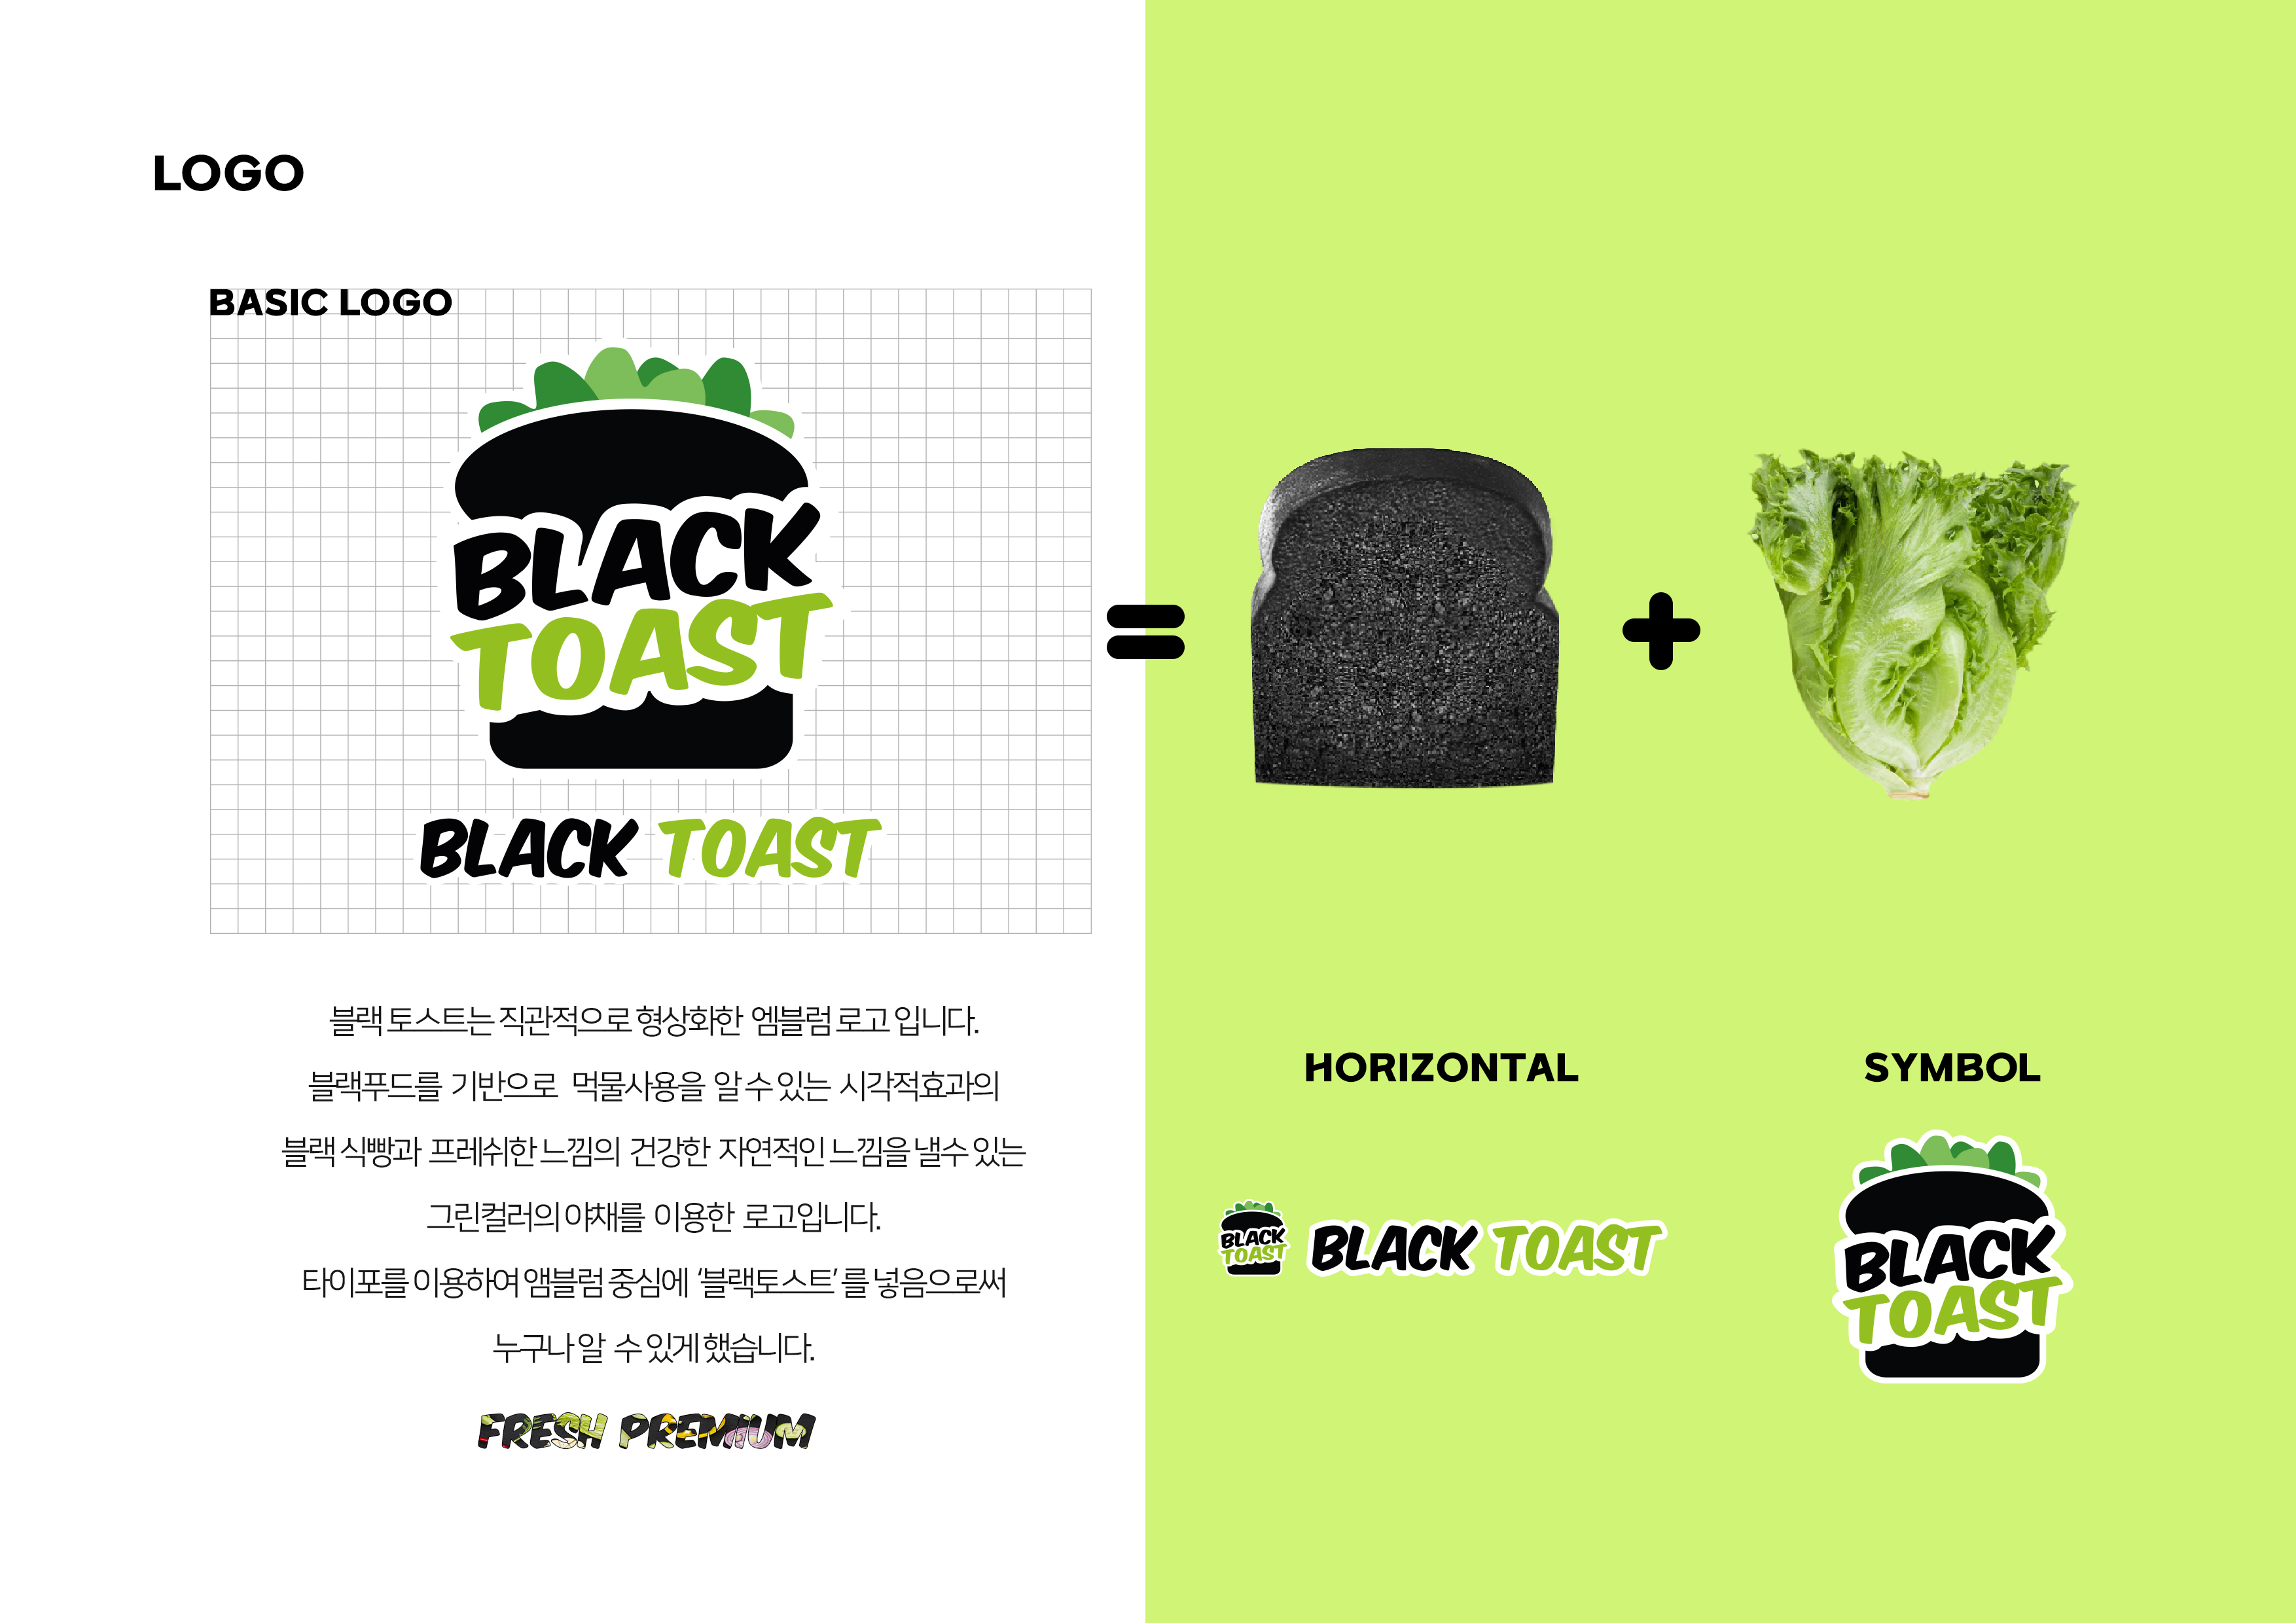 LOGO
BASIC LOGO
BLACK
TOAST
BLACK TOAST
블랙 토스트는 직관적으로 형상화한 엠블럼 로고 입니다.
블랙푸드를 기반으로 먹물사용을 알 수 있는 시각적효과의
블랙 식빵과 프레쉬한 느낌의 건강한 자연적인 느낌을 낼수 있는
그린컬러의 야채를 이용한 로고입니다.
타이포를 이용하여 앰블럼 중심에 ‘블랙토스트’ 를 넣음으로써
누구나 알 수 있게 했습니다.
FRESH PREMIUM
=
+
HORIZONTAL
BLACK
TOAST
BLACK TOAST
SYMBOL
BLACK
TOAST